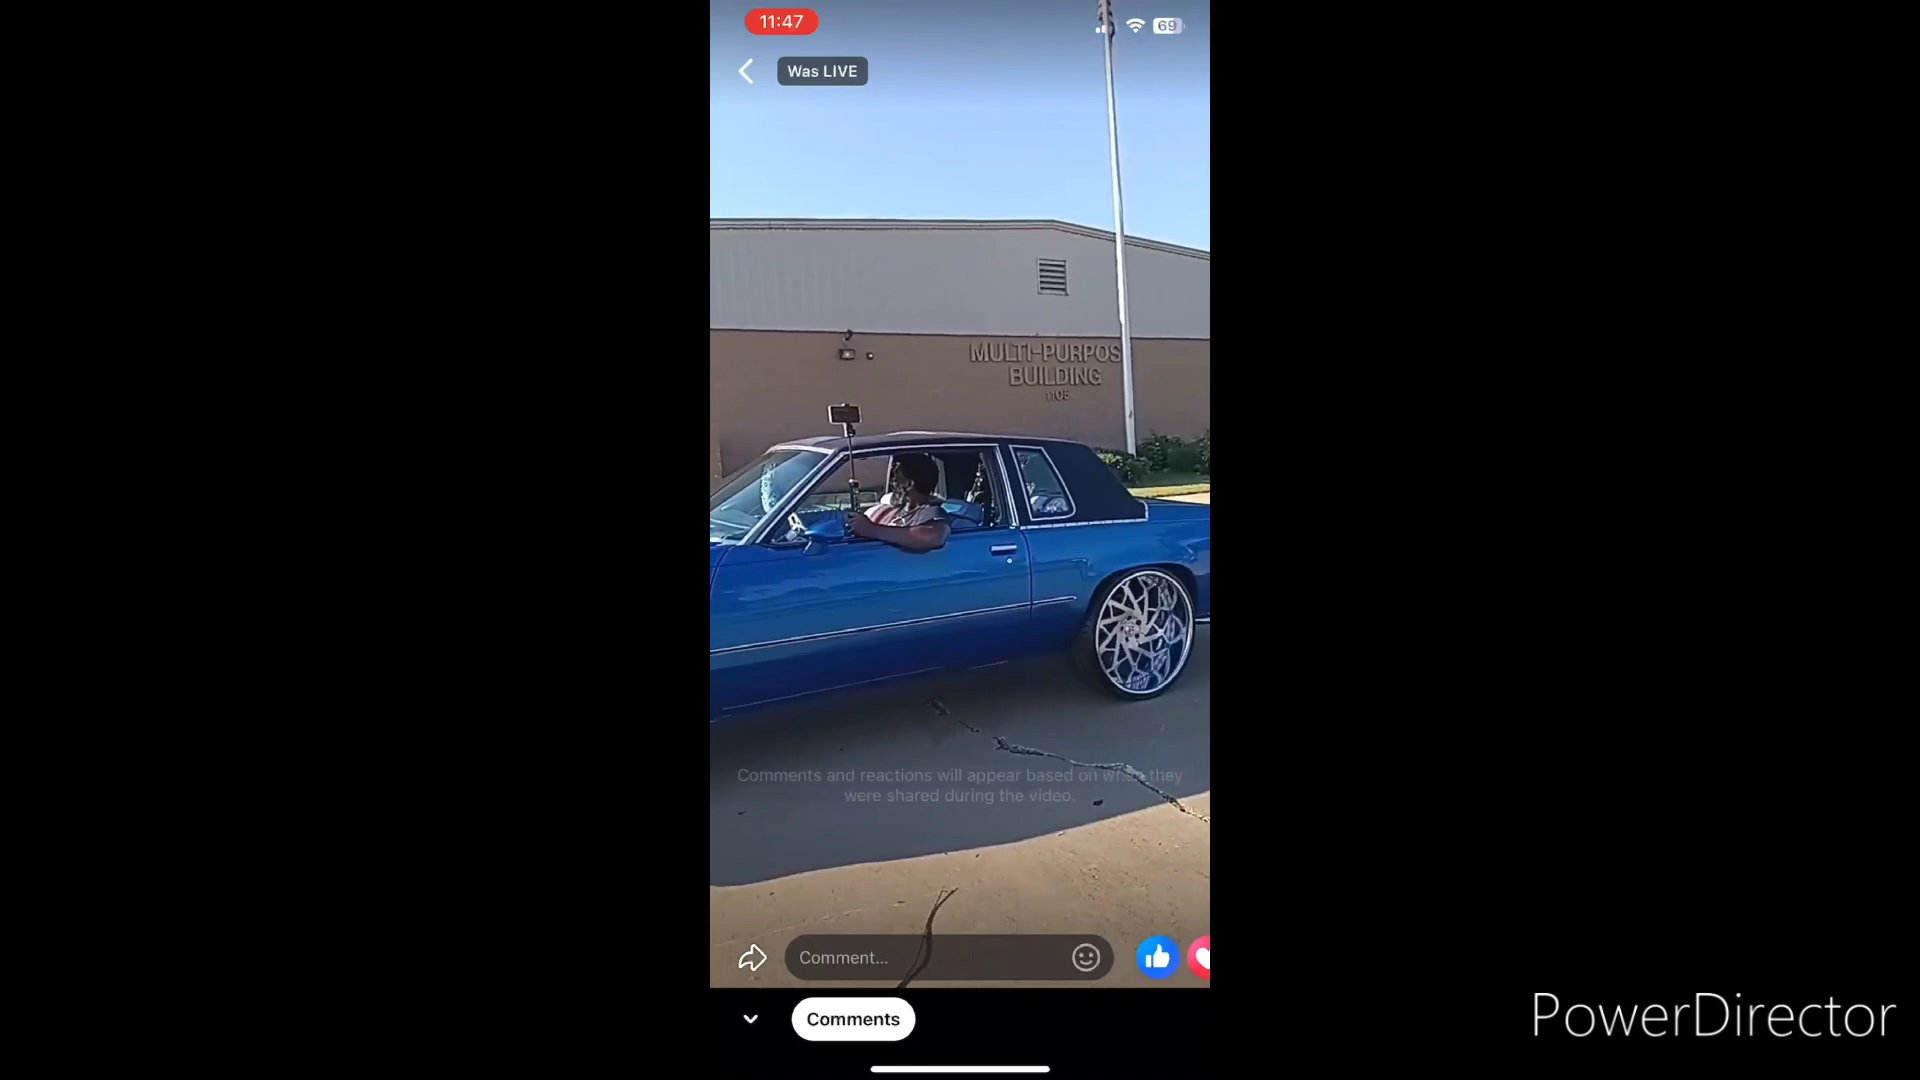 11:47
69
Was LIVE
MULTI-PURPOS
BUILDING
1108
Comments and reactions will appear based on when they
were shared during the video.
Comment...
Comments
PowerDirector